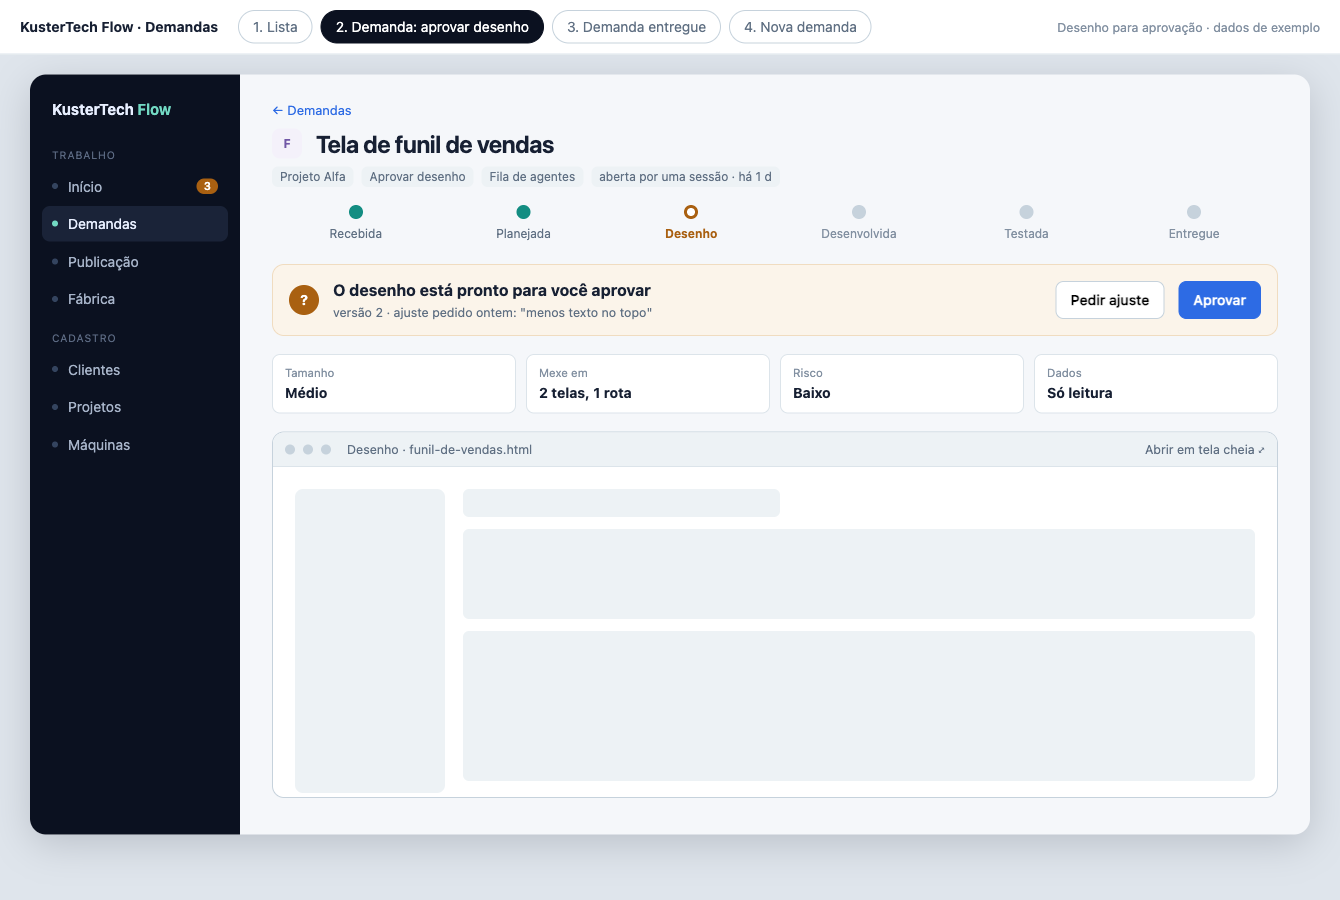 KusterTech Flow · Demandas
1. Lista
2. Demanda: aprovar desenho
3. Demanda entregue
4. Nova demanda
Desenho para aprovação · dados de exemplo
KusterTech Flow
TRABALHO
Início
3
Demandas
Publicação
Fábrica
CADASTRO
Clientes
Projetos
Máquinas
← Demandas
F
Tela de funil de vendas
Projeto Alfa
Aprovar desenho
Fila de agentes
aberta por uma sessão · há 1 d
Recebida
Planejada
Desenho
Desenvolvida
Testada
Entregue
?
O desenho está pronto para você aprovar
versão 2 · ajuste pedido ontem: "menos texto no topo"
Pedir ajuste
Aprovar
Tamanho
Médio
Mexe em
2 telas, 1 rota
Risco
Baixo
Dados
Só leitura
Desenho · funil-de-vendas.html
Abrir em tela cheia ⤢